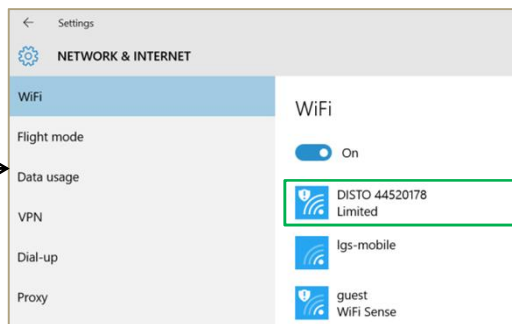 Settings
NETWORK & INTERNET
WiFi
Flight mode
Data usage
VPN
Dial-up
Proxy
WiFi
On
DISTO 44520178
Limited
lgs-mobile
guest
WiFi Sense